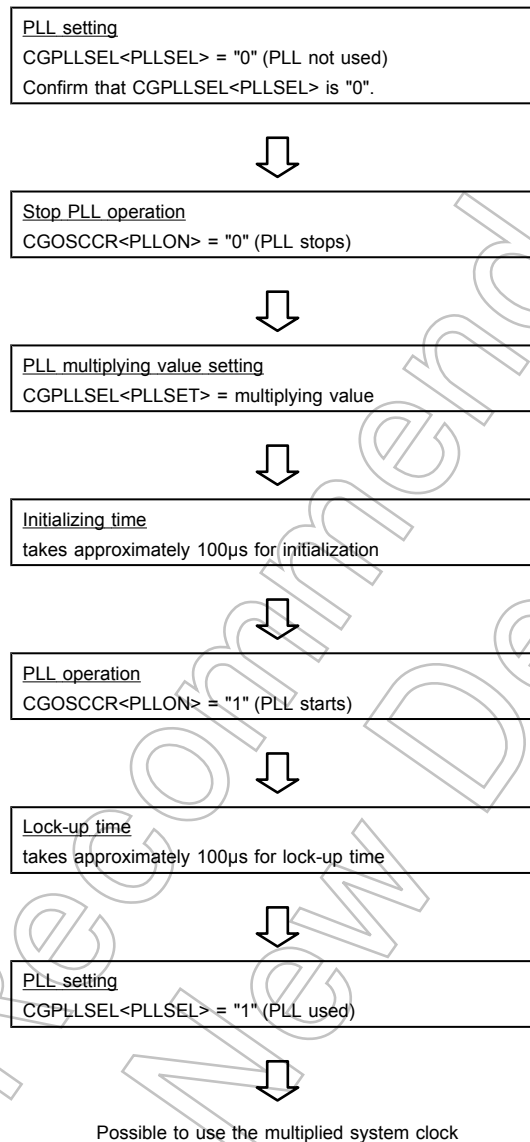 PLL setting
CGPLLSEL<PLLSEL> = "0" (PLL not used)
Confirm that CGPLLSEL<PLLSEL> is "0".
Stop PLL operation
CGOSCCR<PLLON> = "0" (PLL stops)
PLL multiplying value setting
CGPLLSEL<PLLSET> = multiplying value
Initializing time
takes approximately 100μs for initialization
PLL operation
CGOSCCR<PLLON> = "1" (PLL starts)
Lock-up time
takes approximately 100μs for lock-up time
PLL setting
CGPLLSEL<PLLSEL> = "1" (PLL used)
Possible to use the multiplied system clock
Recommend
New De